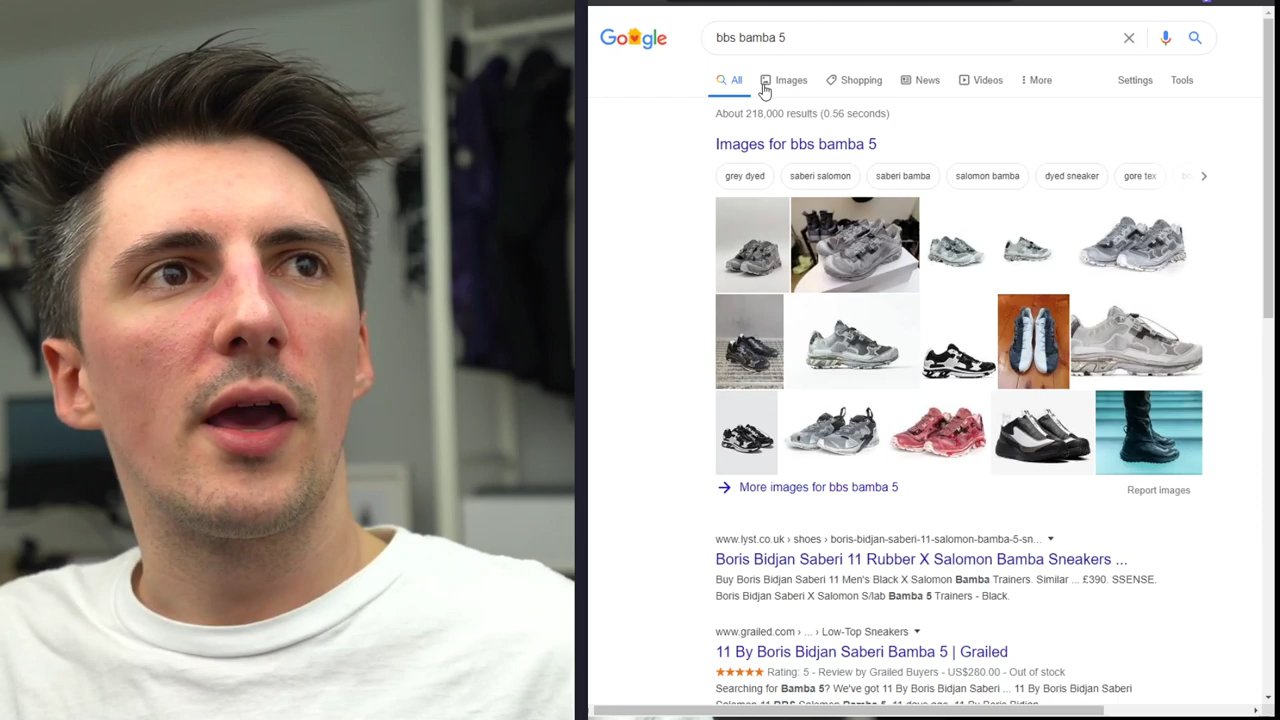 Google
bbs bamba 5
All Images Shopping News Videos More Settings Tools
About 218,000 results (0.56 seconds)
Images for bbs bamba 5
grey dyed saberi salomon saberi bamba salomon bamba dyed sneaker gore tex
More images for bbs bamba 5
Report images
www.lyst.co.uk › shoes › boris-bidjan-saberi-11-salomon-bamba-5-sn...
Boris Bidjan Saberi 11 Rubber X Salomon Bamba Sneakers ...
Buy Boris Bidjan Saberi 11 Men's Black X Salomon Bamba Trainers. Similar ... £390. SSENSE.
Boris Bidjan Saberi X Salomon S/lab Bamba 5 Trainers - Black.
www.grailed.com › ... › Low-Top Sneakers
11 By Boris Bidjan Saberi Bamba 5 | Grailed
Rating: 5 - Review by Grailed Buyers - US$280.00 - Out of stock
Searching for Bamba 5? We've got 11 By Boris Bidjan Saberi ... 11 By Boris Bidjan Saberi